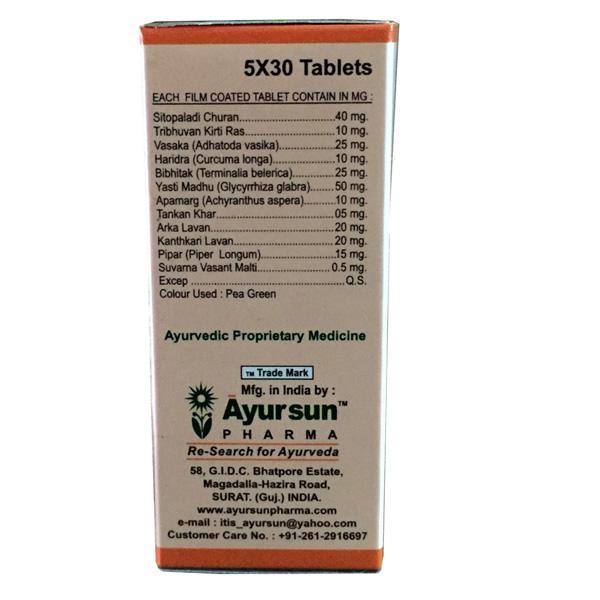 5X30 Tablets
EACH FILM COATED TABLET CONTAIN IN MG :
Sitopaladi Churan..........................40 mg.
Tribhuvan Kirti Ras.........................10 mg.
Vasaka (Adhatoda vasika)...............25 mg.
Haridra (Curcuma longa).................10 mg.
Bibhitak (Terminalia belerica)...........25 mg.
Yasti Madhu (Glycyrrhiza glabra).......50 mg.
Apamarg (Achyranthus aspera).........10 mg.
Tankan Khar...................................05 mg.
Arka Lavan.....................................20 mg.
Kanthkari Lavan..............................20 mg.
Pipar (Piper Longum)......................15 mg.
Suvarna Vasant Malti......................0.5 mg.
Excep ............................................Q.S.
Colour Used : Pea Green
Ayurvedic Proprietary Medicine
TM Trade Mark
Mfg. in India by :
Āyursun™
PHARMA
Re-Search for Ayurveda
58, G.I.D.C. Bhatpore Estate,
Magadalla-Hazira Road,
SURAT. (Guj.) INDIA.
www.ayursunpharma.com
e-mail : itis_ayursun@yahoo.com
Customer Care No. : +91-261-2916697